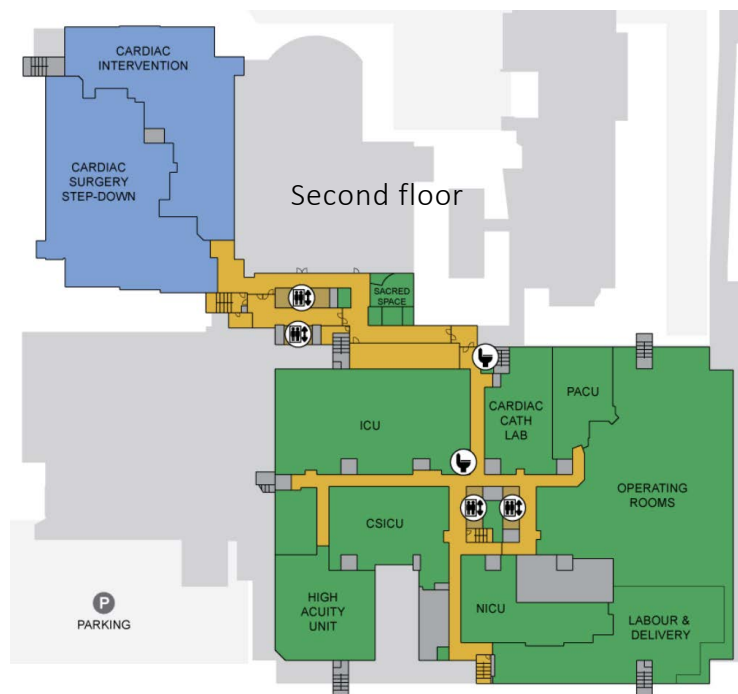 CARDIAC
INTERVENTION
CARDIAC
SURGERY
STEP-DOWN
Second floor
SACRED
SPACE
ICU
CARDIAC
CATH
LAB
PACU
OPERATING
ROOMS
CSICU
HIGH
ACUITY
UNIT
NICU
LABOUR &
DELIVERY
P
PARKING